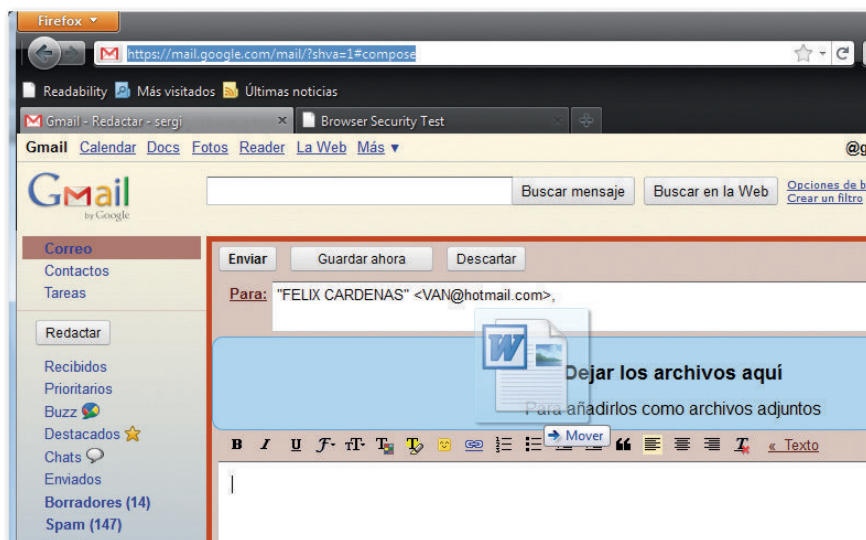 Firefox
https://mail.google.com/mail/?shva=1#compose
Readability Más visitados Últimas noticias
Gmail - Redactar - sergi × Browser Security Test ×
Gmail Calendar Docs Fotos Reader La Web Más ▼ @g
Gmail by Google
Buscar mensaje Buscar en la Web Opciones de b
Crear un filtro
Correo
Contactos
Tareas
Redactar
Recibidos
Prioritarios
Buzz
Destacados
Chats
Enviados
Borradores (14)
Spam (147)
Enviar Guardar ahora Descartar
Para: "FELIX CARDENAS" <VAN@hotmail.com>,
Dejar los archivos aquí
Para añadirlos como archivos adjuntos
Mover
« Texto